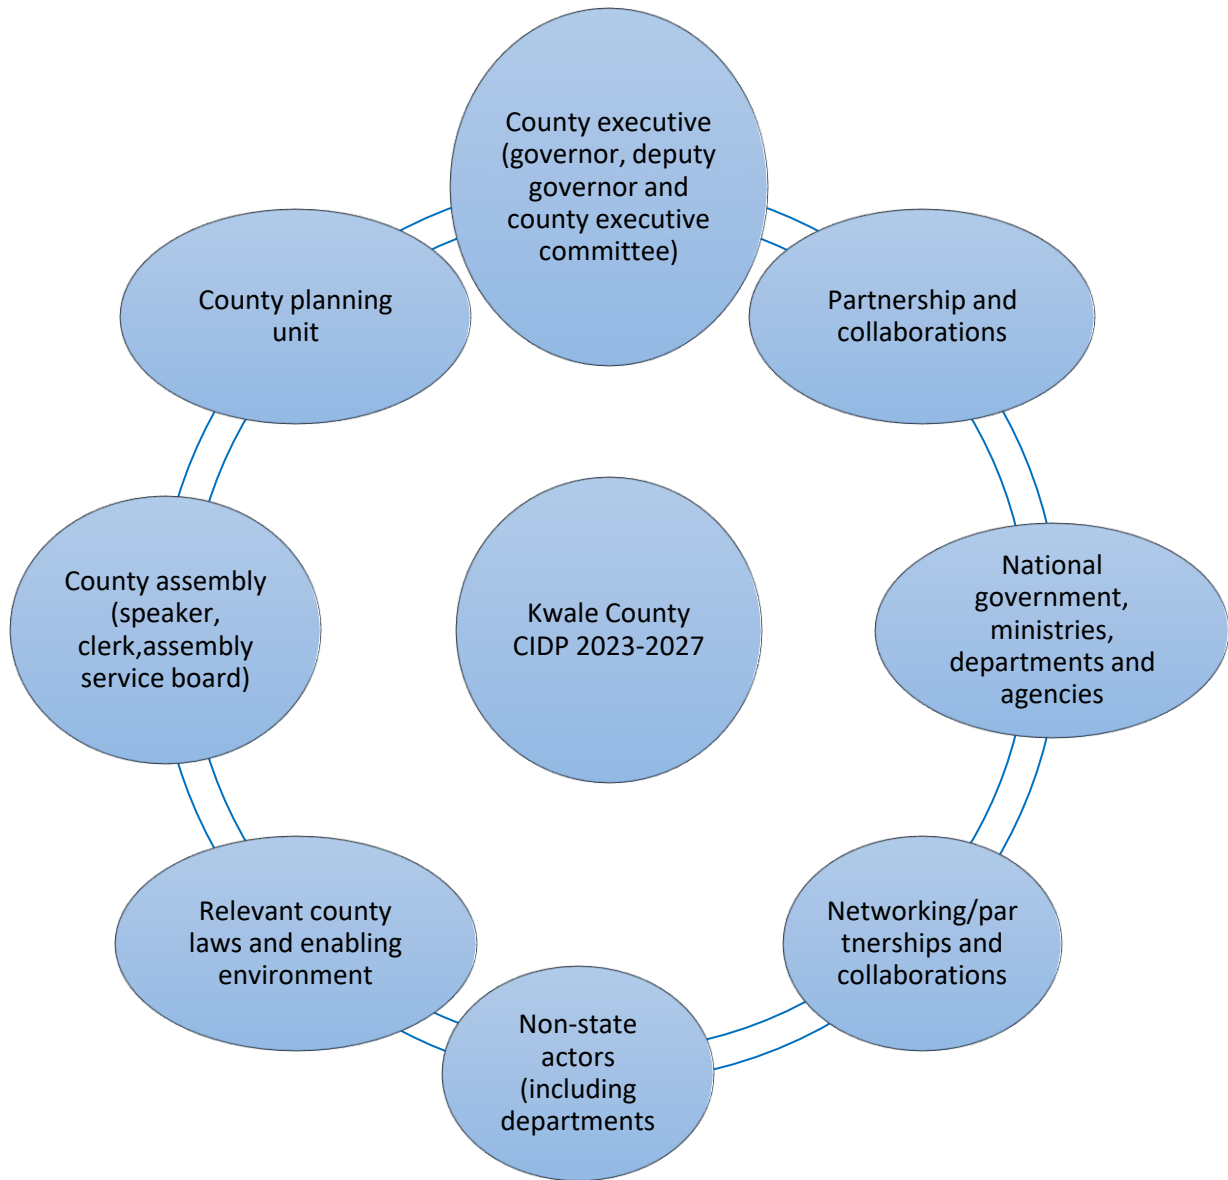 County executive
(governor, deputy
governor and
county executive
committee)
County planning
unit
Partnership and
collaborations
County assembly
(speaker,
clerk,assembly
service board)
Kwale County
CIDP 2023-2027
National
government,
ministries,
departments and
agencies
Relevant county
laws and enabling
environment
Networking/par
tnerships and
collaborations
Non-state
actors
(including
departments